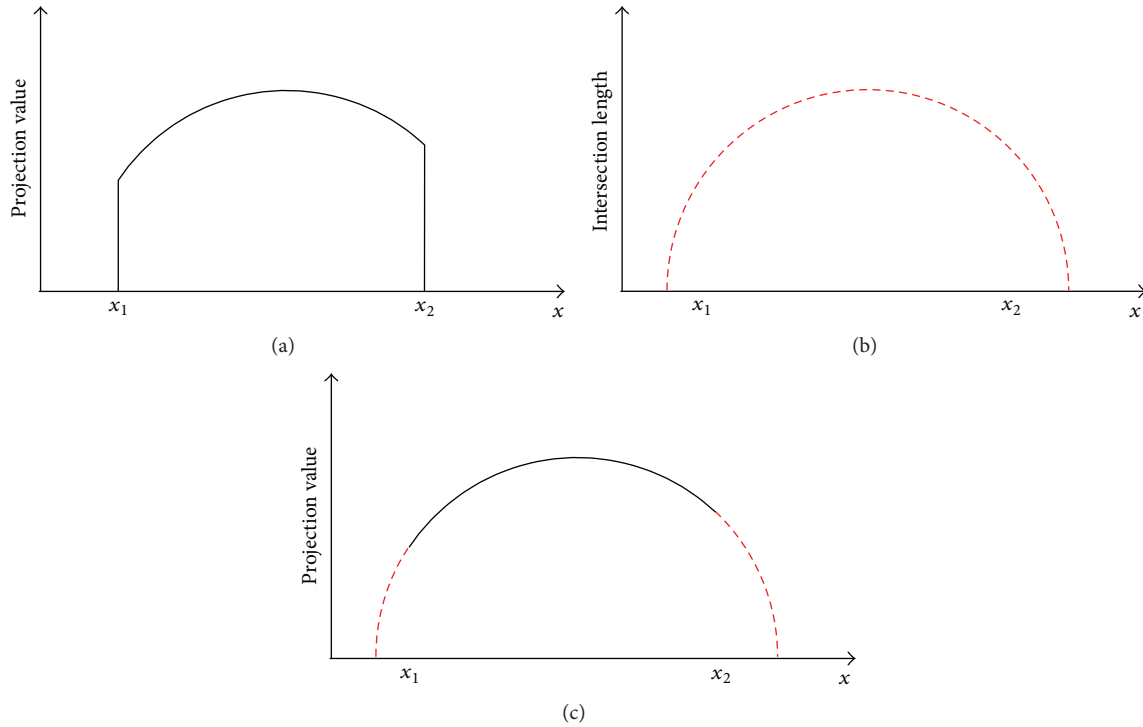 Projection value
x1
x2
x
(a)
Intersection length
x1
x2
x
(b)
Projection value
x1
x2
x
(c)